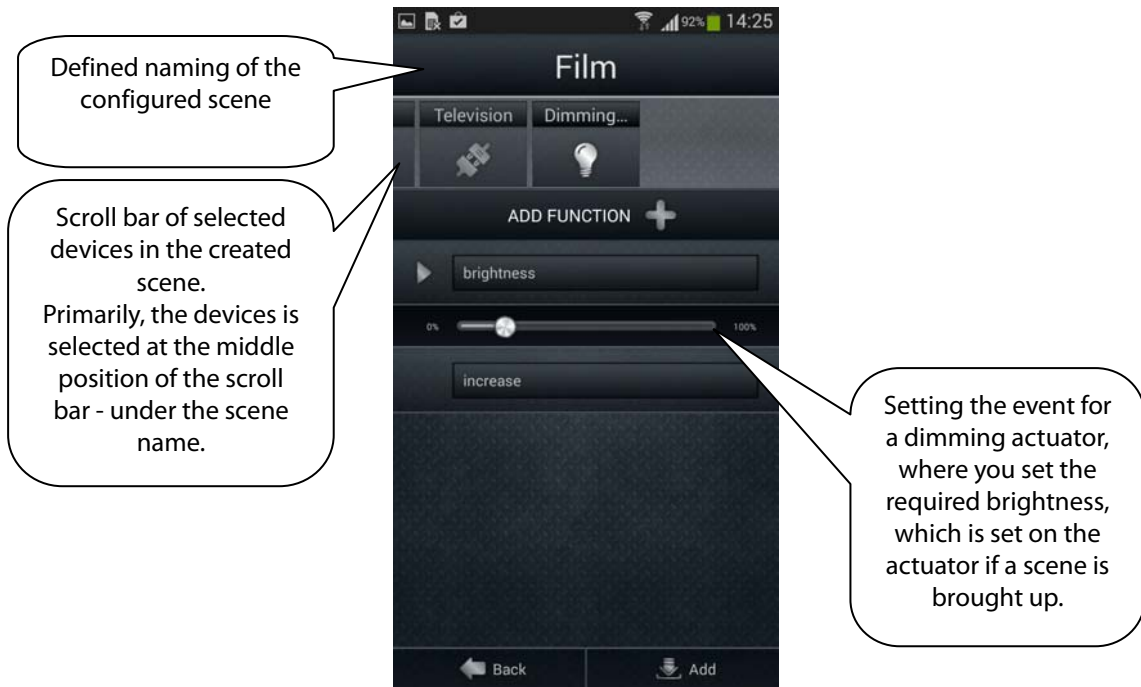 92% 14:25
Film
Defined naming of the
configured scene
Television Dimming...
ADD FUNCTION
Scroll bar of selected
devices in the created
scene.
Primarily, the devices is
selected at the middle
position of the scroll
bar - under the scene
name.
brightness
0% 100%
increase
Setting the event for
a dimming actuator,
where you set the
required brightness,
which is set on the
actuator if a scene is
brought up.
Back Add